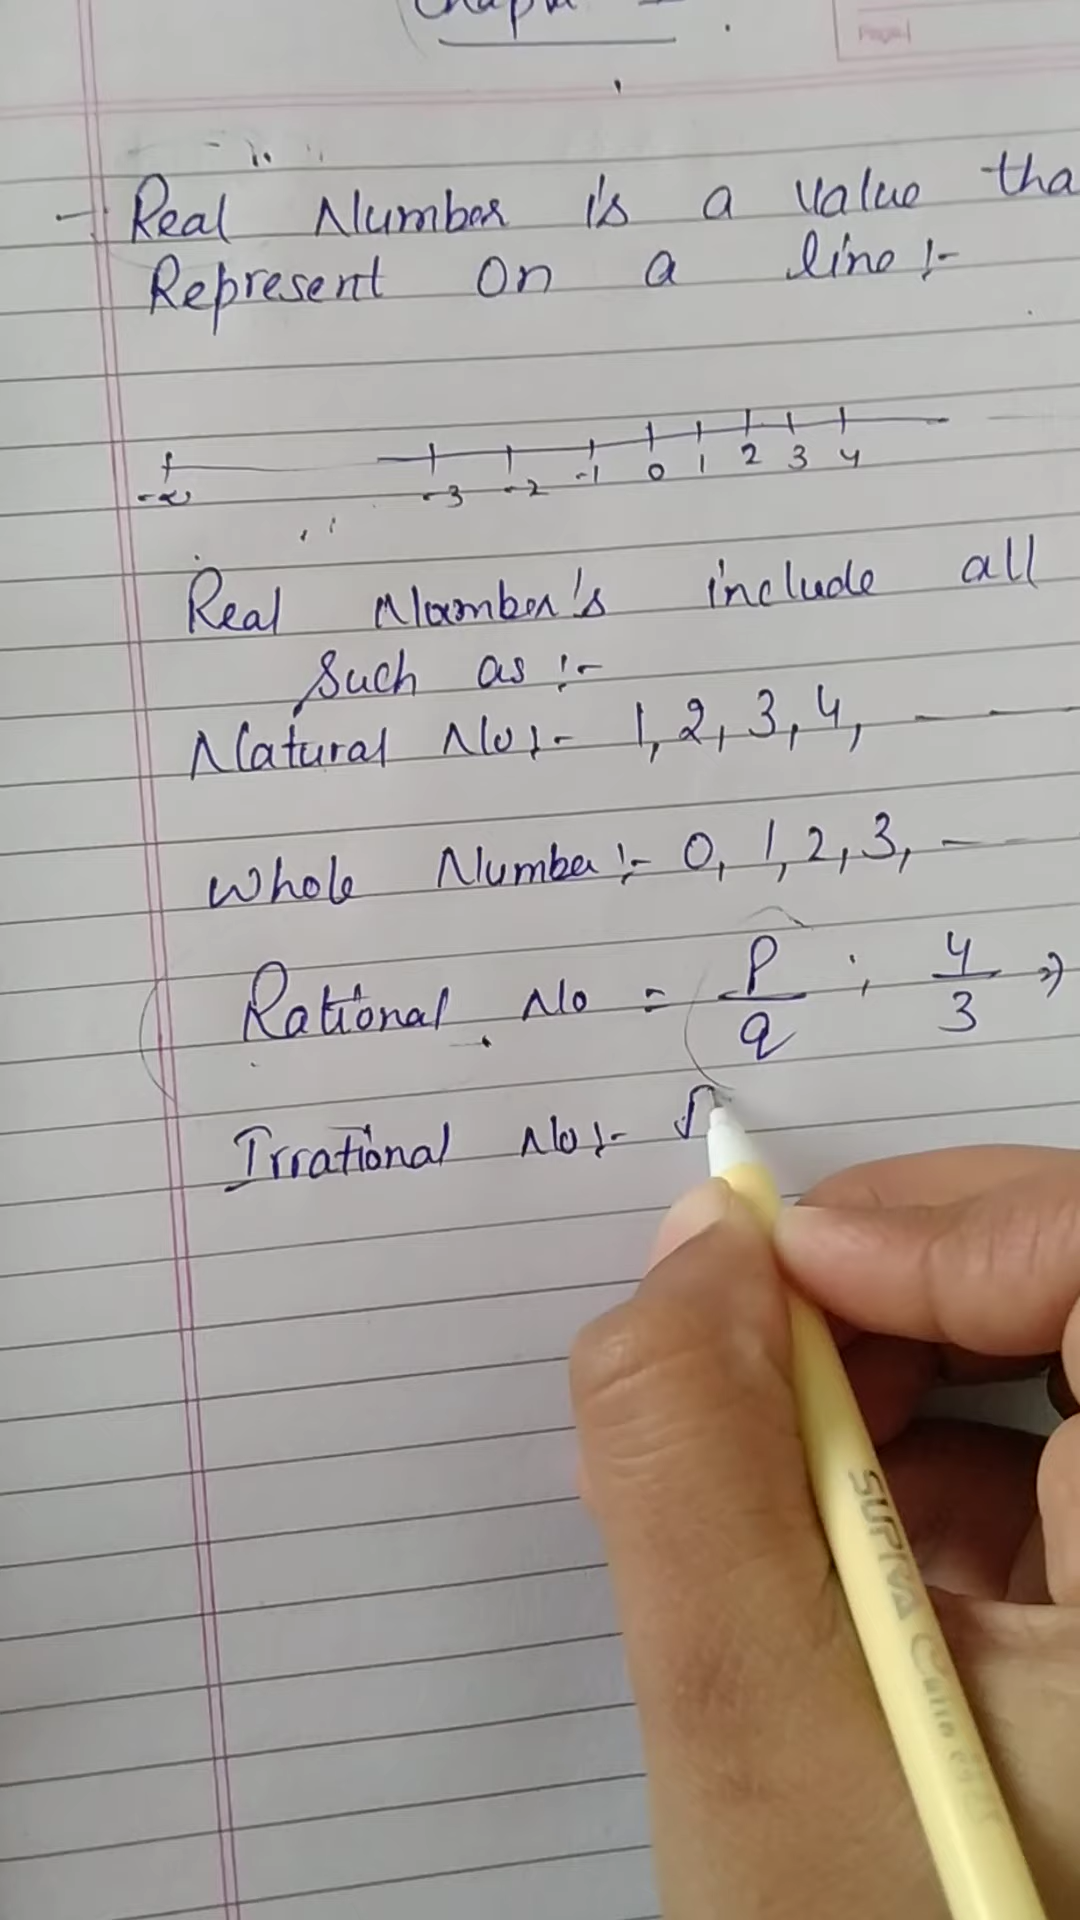 Chapte
Page
Real Number is a value tha
Represent on a line :-
-∞ -3 -2 -1 0 1 2 3 4
Real Number's include all
Such as :-
Natural No :- 1, 2, 3, 4, - - -
Whole Number :- 0, 1, 2, 3, - -
Rational No = P/q ; 4/3 ⇒
Irrational No :- √
SUPRA